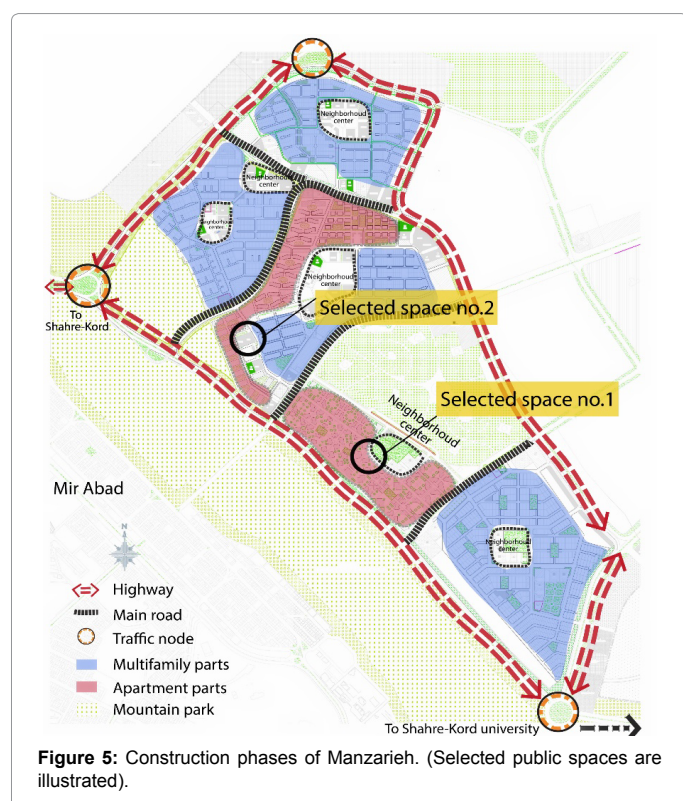 Neighborhoud
center
Neighborhoud
center
Neighborhoud
center
Neighborhoud
center
To
Shahre-Kord
Selected space no.2
Selected space no.1
Neighborhoud
center
Mir Abad
N
Neighborhoud
center
Highway
Main road
Traffic node
Multifamily parts
Apartment parts
Mountain park
To Shahre-Kord university
Figure 5: Construction phases of Manzarieh. (Selected public spaces are
illustrated).